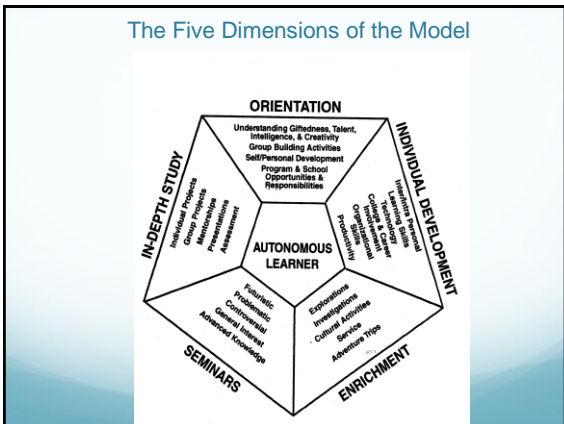 The Five Dimensions of the Model
ORIENTATION
Understanding Giftedness, Talent,
Intelligence, & Creativity
Group Building Activities
Self/Personal Development
Program & School
Opportunities &
Responsibilities
INDIVIDUAL DEVELOPMENT
Inter/Intra Personal
Learning Skills
Technology
College & Career
Involvement
Organizational
Skills
Productivity
ENRICHMENT
Explorations
Investigations
Cultural Activities
Service
Adventure Trips
SEMINARS
Futuristic
Problematic
Controversial
General Interest
Advanced Knowledge
IN-DEPTH STUDY
Individual Projects
Group Projects
Mentorships
Presentations
Assessment
AUTONOMOUS
LEARNER